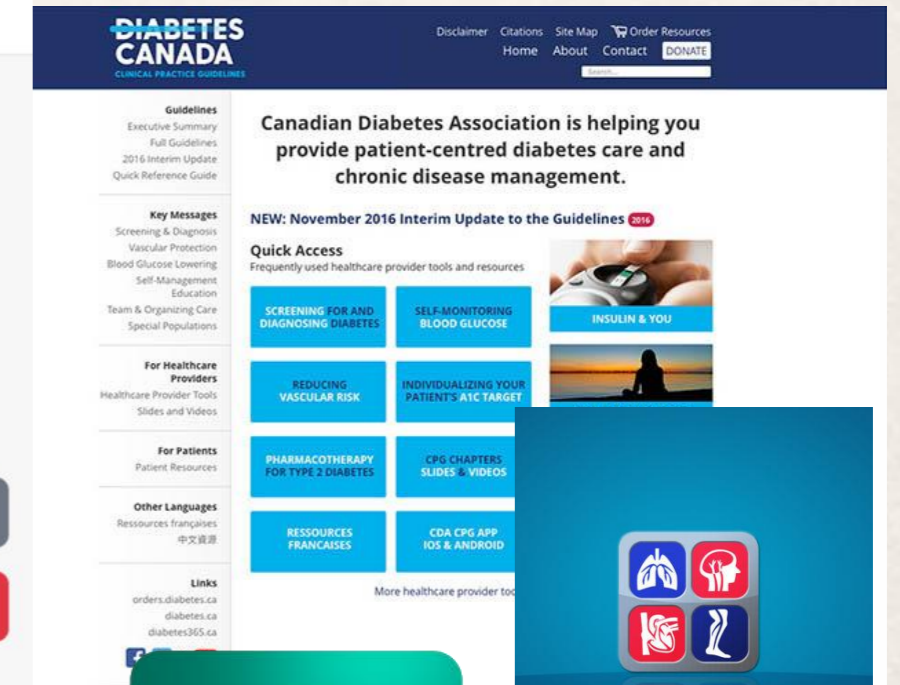 DIABETES
CANADA
CLINICAL PRACTICE GUIDELINES
Disclaimer Citations Site Map Order Resources
Home About Contact DONATE
Search...
Guidelines
Executive Summary
Full Guidelines
2016 Interim Update
Quick Reference Guide
Key Messages
Screening & Diagnosis
Vascular Protection
Blood Glucose Lowering
Self-Management
Education
Team & Organizing Care
Special Populations
For Healthcare
Providers
Healthcare Provider Tools
Slides and Videos
For Patients
Patient Resources
Other Languages
Ressources françaises
中文資源
Links
orders.diabetes.ca
diabetes.ca
diabetes365.ca
Canadian Diabetes Association is helping you
provide patient-centred diabetes care and
chronic disease management.
NEW: November 2016 Interim Update to the Guidelines 2016
Quick Access
Frequently used healthcare provider tools and resources
SCREENING FOR AND
DIAGNOSING DIABETES
SELF-MONITORING
BLOOD GLUCOSE
INSULIN & YOU
REDUCING
VASCULAR RISK
INDIVIDUALIZING YOUR
PATIENT'S A1C TARGET
PHARMACOTHERAPY
FOR TYPE 2 DIABETES
CPG CHAPTERS
SLIDES & VIDEOS
RESSOURCES
FRANCAISES
CDA CPG APP
IOS & ANDROID
More healthcare provider too